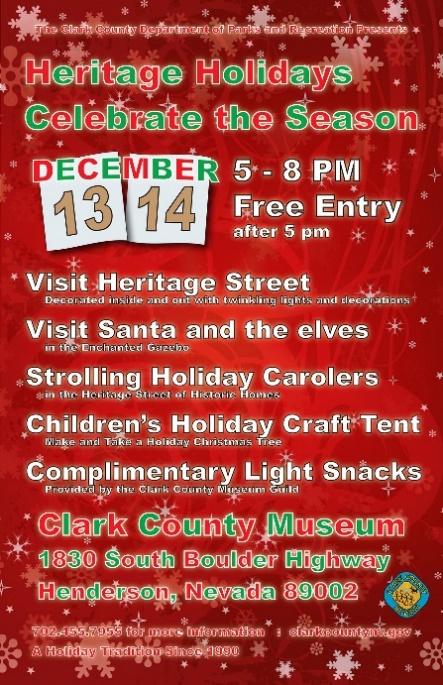 The Clark County Department of Parks and Recreation Presents
Heritage Holidays
Celebrate the Season
DECEMBER
13 14
5 - 8 PM
Free Entry
after 5 pm
Visit Heritage Street
Decorated inside and out with twinkling lights and decorations
Visit Santa and the elves
in the Enchanted Gazebo
Strolling Holiday Carolers
in the Heritage Street of Historic Homes
Children's Holiday Craft Tent
Make and Take a Holiday Christmas Tree
Complimentary Light Snacks
Provided by the Clark County Museum Guild
Clark County Museum
1830 South Boulder Highway
Henderson, Nevada 89002
702.455.7955 for more information : clarkcountynv.gov
A Holiday Tradition Since 1990